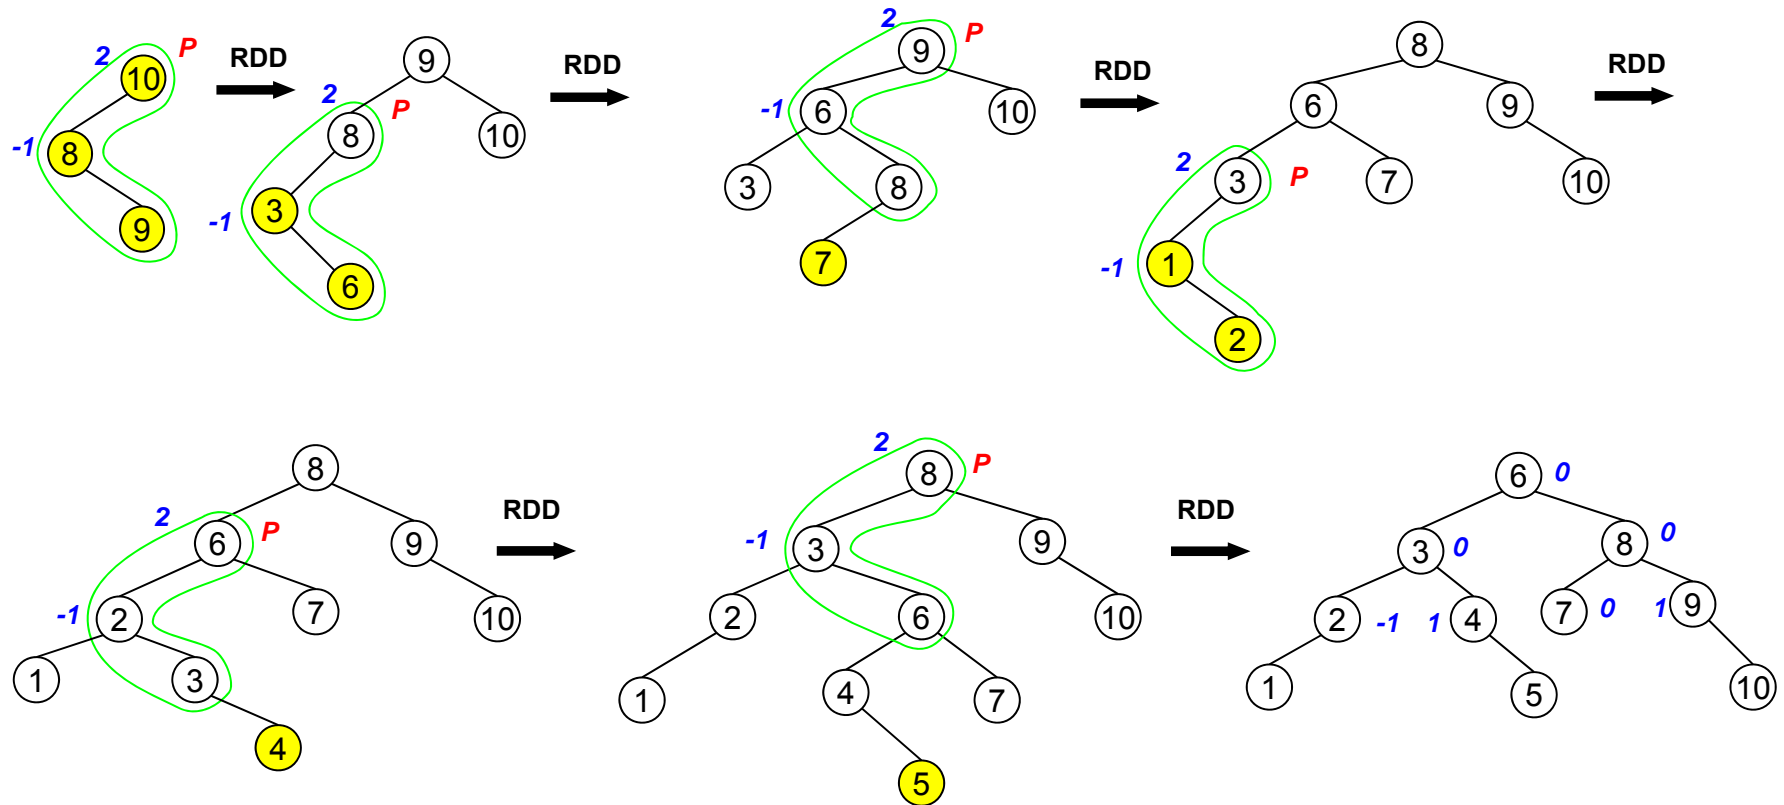 2 P
10
-1 8
9
RDD
9
2 P
8 10
-1 3
6
RDD
2 P
9
-1 6 10
3 8
7
RDD
8
6 9
2 P
3 7 10
-1 1
2
RDD
8
2 P
6 9
-1 2 7 10
1 3
4
RDD
2 P
8
-1 3 9
2 6 10
1 4 7
5
RDD
6 0
3 0 8 0
2 -1 1 4 7 0 1 9
1 5 10